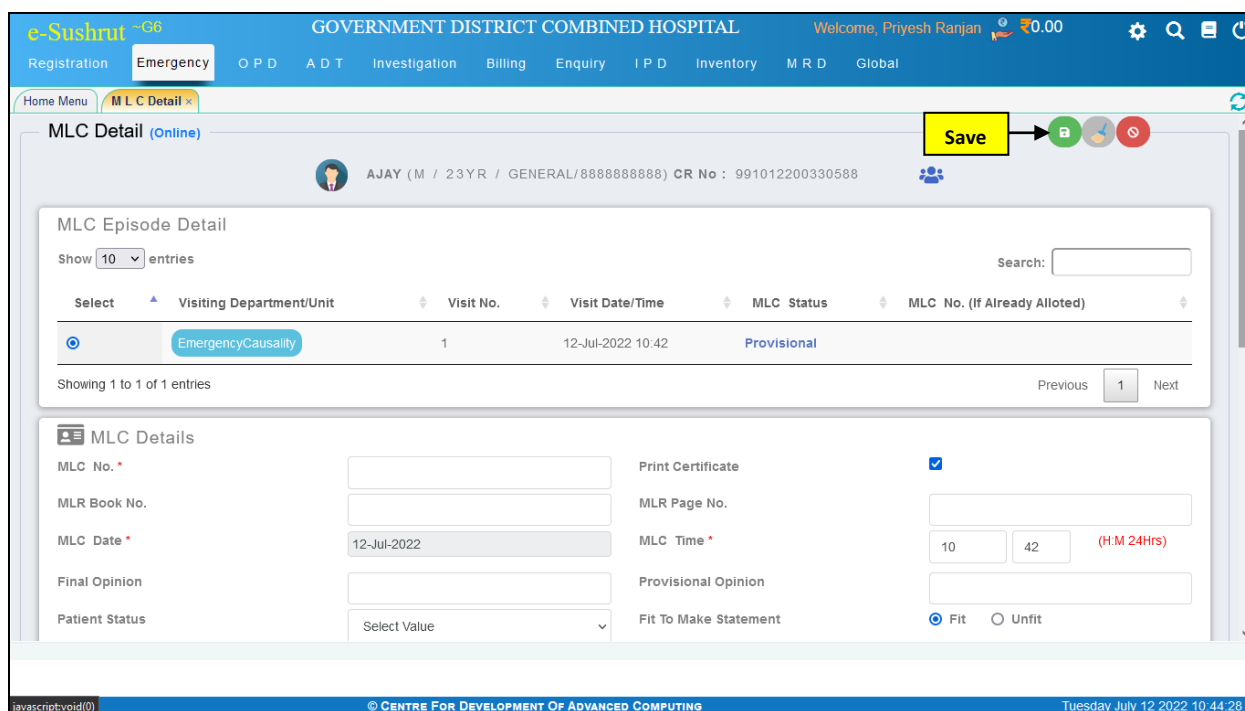 e-Sushrut ~G6 GOVERNMENT DISTRICT COMBINED HOSPITAL Welcome, Priyesh Ranjan ₹0.00
Registration Emergency OPD ADT Investigation Billing Enquiry IPD Inventory MRD Global
Home Menu MLC Detail ×
MLC Detail (Online) Save
AJAY (M / 23YR / GENERAL/8888888888) CR No : 991012200330588
MLC Episode Detail
Show 10 entries Search:
Select Visiting Department/Unit Visit No. Visit Date/Time MLC Status MLC No. (If Already Alloted)
EmergencyCausality 1 12-Jul-2022 10:42 Provisional
Showing 1 to 1 of 1 entries Previous 1 Next
MLC Details
MLC No. * Print Certificate
MLR Book No. MLR Page No.
MLC Date * 12-Jul-2022 MLC Time * 10 42 (H:M 24Hrs)
Final Opinion Provisional Opinion
Patient Status Select Value Fit To Make Statement Fit Unfit
javascript:void(0) © CENTRE FOR DEVELOPMENT OF ADVANCED COMPUTING Tuesday July 12 2022 10:44:28